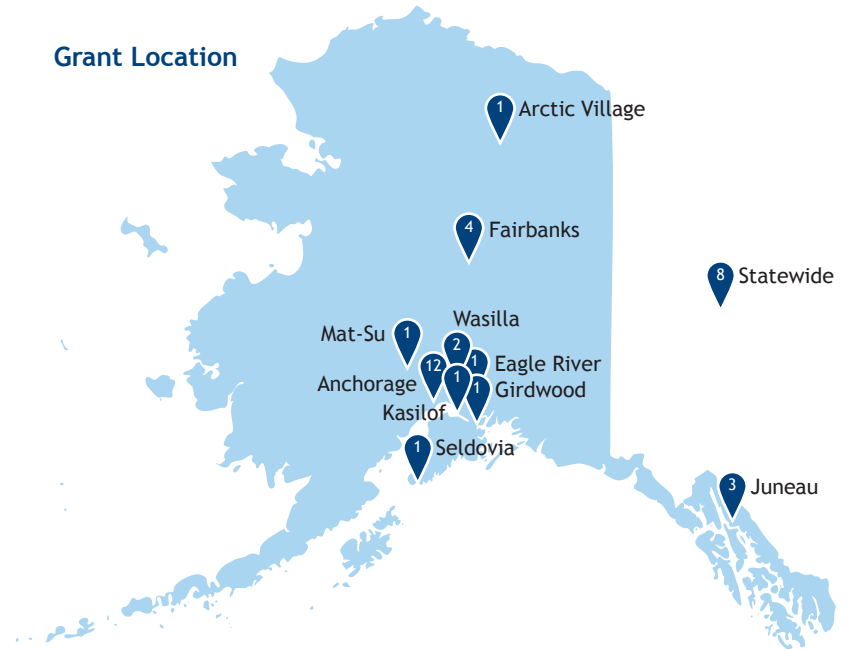 Grant Location
1 Arctic Village
4 Fairbanks
8 Statewide
Wasilla
Mat-Su 1
2
1 Eagle River
Anchorage 12
1
1 Girdwood
Kasilof
1 Seldovia
3 Juneau